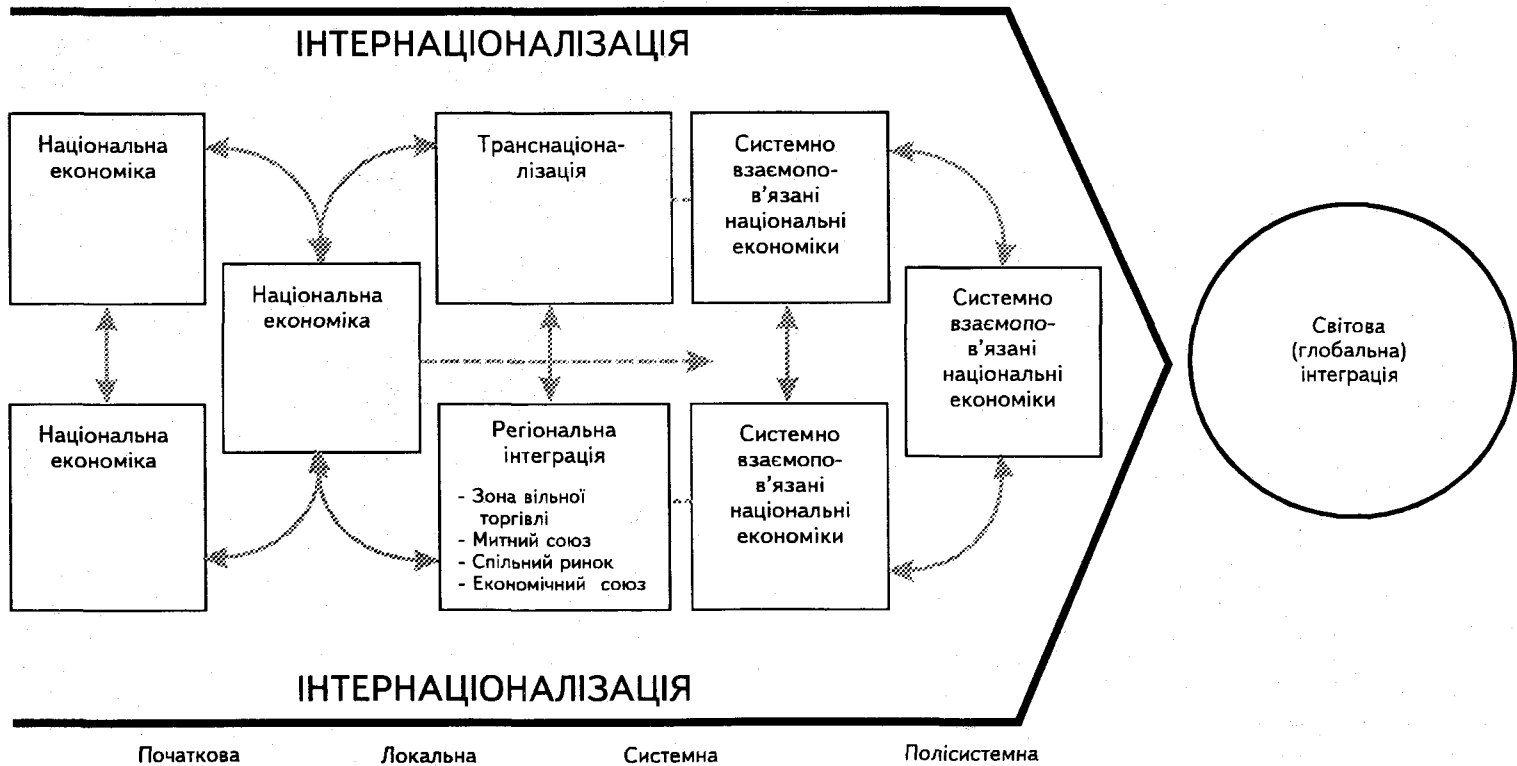 ІНТЕРНАЦІОНАЛІЗАЦІЯ
Національна
економіка
Транснаціона-
лізація
Системно
взаємопо-
в'язані
національні
економіки
Національна
економіка
Системно
взаємопо-
в'язані
національні
економіки
Світова
(глобальна)
інтеграція
Національна
економіка
Регіональна
інтеграція
- Зона вільної
торгівлі
- Митний союз
- Спільний ринок
- Економічний союз
Системно
взаємопо-
в'язані
національні
економіки
ІНТЕРНАЦІОНАЛІЗАЦІЯ
Початкова Локальна Системна Полісистемна